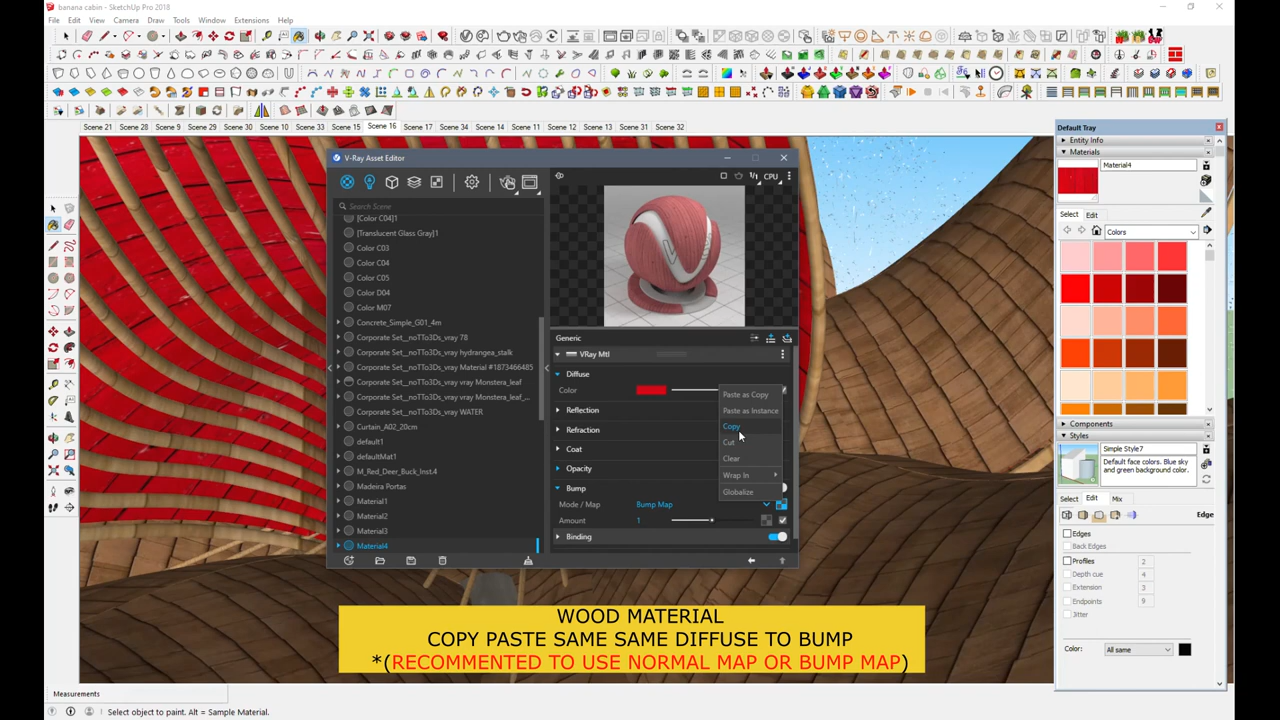 banana cabin - SketchUp Pro 2018
File Edit View Camera Draw Tools Window Extensions Help
Scene 21 Scene 28 Scene 9 Scene 29 Scene 30 Scene 10 Scene 33 Scene 15 Scene 16 Scene 17 Scene 34 Scene 14 Scene 11 Scene 12 Scene 13 Scene 31 Scene 32
V-Ray Asset Editor
Search Scene
CPU
[Color C04]1
[Translucent Glass Gray]1
Color C03
Color C04
Color C05
Color D04
Color M07
Concrete_Simple_G01_4m
Corporate Set__noTTo3Ds_vray 78
Corporate Set__noTTo3Ds_vray hydrangea_stalk
Corporate Set__noTTo3Ds_vray Material #1873466485
Corporate Set__noTTo3Ds_vray vray Monstera_leaf
Corporate Set__noTTo3Ds_vray vray Monstera_leaf_...
Corporate Set__noTTo3Ds_vray WATER
Curtain_A02_20cm
default1
defaultMat1
M_Red_Deer_Buck_Inst.4
Madeira Portas
Material1
Material2
Material3
Material4
Generic
VRay Mtl
Diffuse
Color
Reflection
Refraction
Coat
Opacity
Bump
Mode / Map Bump Map
Amount 1
Binding
Paste as Copy
Paste as Instance
Copy
Cut
Clear
Wrap In
Globalize
Default Tray
Entity Info
Materials
Material4
Select Edit
Colors
Components
Styles
Simple Style7
Default face colors. Blue sky
and green background color.
Select Edit Mix
Edge
Edges
Back Edges
Profiles 2
Depth cue 4
Extension 3
Endpoints 9
Jitter
Color: All same
WOOD MATERIAL
COPY PASTE SAME SAME DIFFUSE TO BUMP
*(RECOMMENTED TO USE NORMAL MAP OR BUMP MAP)
Measurements
Select object to paint. Alt = Sample Material.